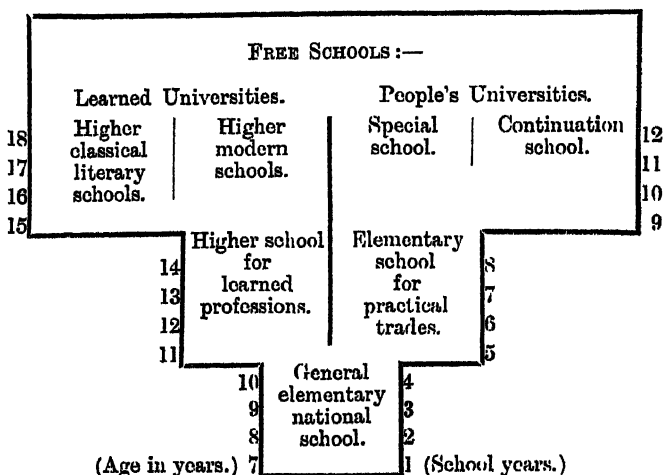 FREE SCHOOLS :—
Learned Universities. People's Universities.
18 Higher classical literary schools. Higher modern schools. Special school. Continuation school. 12
17 11
16 10
15 9
14 Higher school for learned professions. Elementary school for practical trades. 8
13 7
12 6
11 5
10 General elementary national school. 4
9 3
8 2
(Age in years.) 7 1 (School years.)